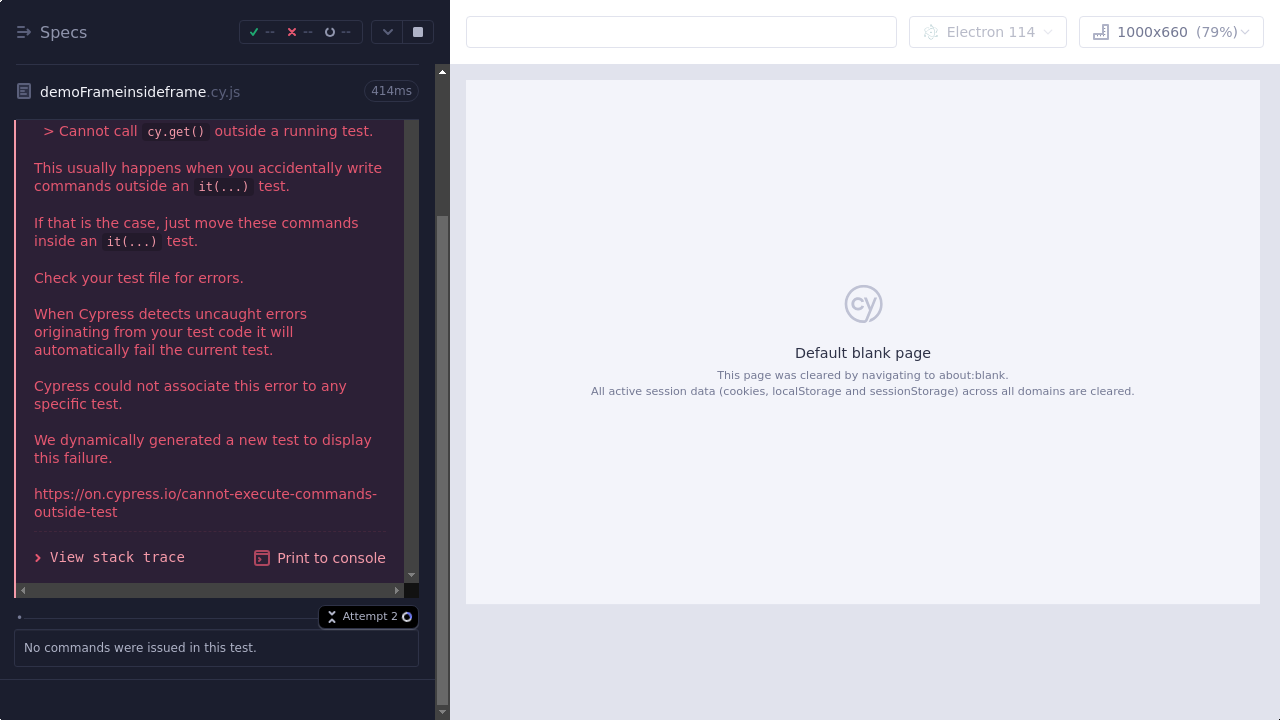 Specs
--
--
--
Electron 114
1000x660 (79%)
demoFrameinsideframe.cy.js
414ms
> Cannot call cy.get() outside a running test.
This usually happens when you accidentally write
commands outside an it(...) test.
If that is the case, just move these commands
inside an it(...) test.
Check your test file for errors.
When Cypress detects uncaught errors
originating from your test code it will
automatically fail the current test.
Cypress could not associate this error to any
specific test.
We dynamically generated a new test to display
this failure.
https://on.cypress.io/cannot-execute-commands-
outside-test
View stack trace
Print to console
Attempt 2
No commands were issued in this test.
cy
Default blank page
This page was cleared by navigating to about:blank.
All active session data (cookies, localStorage and sessionStorage) across all domains are cleared.